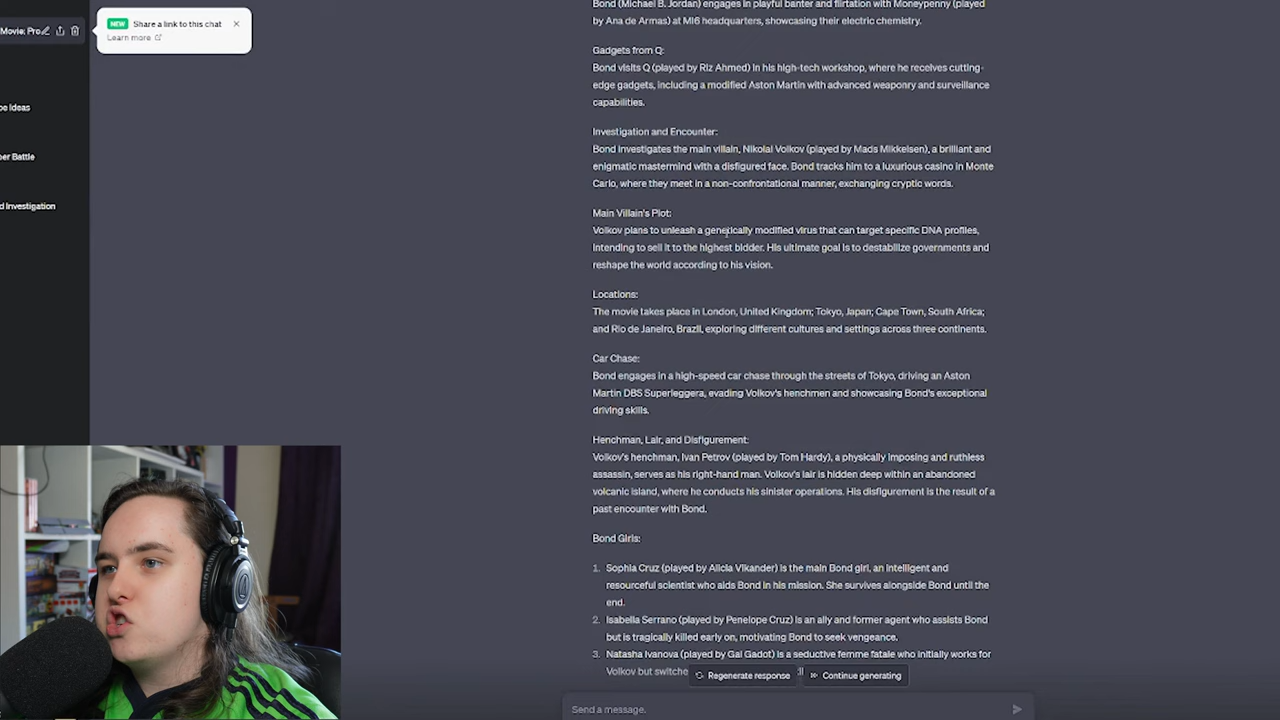 Bond (Michael B. Jordan) engages in playful banter and flirtation with Moneypenny (played
by Ana de Armas) at MI6 headquarters, showcasing their electric chemistry.
NEW Share a link to this chat
Learn more
Movie: Pro
pe Ideas
er Battle
d Investigation
Gadgets from Q:
Bond visits Q (played by Riz Ahmed) in his high-tech workshop, where he receives cutting-
edge gadgets, including a modified Aston Martin with advanced weaponry and surveillance
capabilities.
Investigation and Encounter:
Bond investigates the main villain, Nikolai Volkov (played by Mads Mikkelsen), a brilliant and
enigmatic mastermind with a disfigured face. Bond tracks him to a luxurious casino in Monte
Carlo, where they meet in a non-confrontational manner, exchanging cryptic words.
Main Villain's Plot:
Volkov plans to unleash a genetically modified virus that can target specific DNA profiles,
intending to sell it to the highest bidder. His ultimate goal is to destabilize governments and
reshape the world according to his vision.
Locations:
The movie takes place in London, United Kingdom; Tokyo, Japan; Cape Town, South Africa;
and Rio de Janeiro, Brazil, exploring different cultures and settings across three continents.
Car Chase:
Bond engages in a high-speed car chase through the streets of Tokyo, driving an Aston
Martin DBS Superleggera, evading Volkov's henchmen and showcasing Bond's exceptional
driving skills.
Henchman, Lair, and Disfigurement:
Volkov's henchman, Ivan Petrov (played by Tom Hardy), a physically imposing and ruthless
assassin, serves as his right-hand man. Volkov's lair is hidden deep within an abandoned
volcanic island, where he conducts his sinister operations. His disfigurement is the result of a
past encounter with Bond.
Bond Girls:
1. Sophia Cruz (played by Alicia Vikander) is the main Bond girl, an intelligent and
resourceful scientist who aids Bond in his mission. She survives alongside Bond until the
end.
2. Isabella Serrano (played by Penelope Cruz) is an ally and former agent who assists Bond
but is tragically killed early on, motivating Bond to seek vengeance.
3. Natasha Ivanova (played by Gal Gadot) is a seductive femme fatale who initially works for
Volkov but switche
Regenerate response
Continue generating
Send a message.